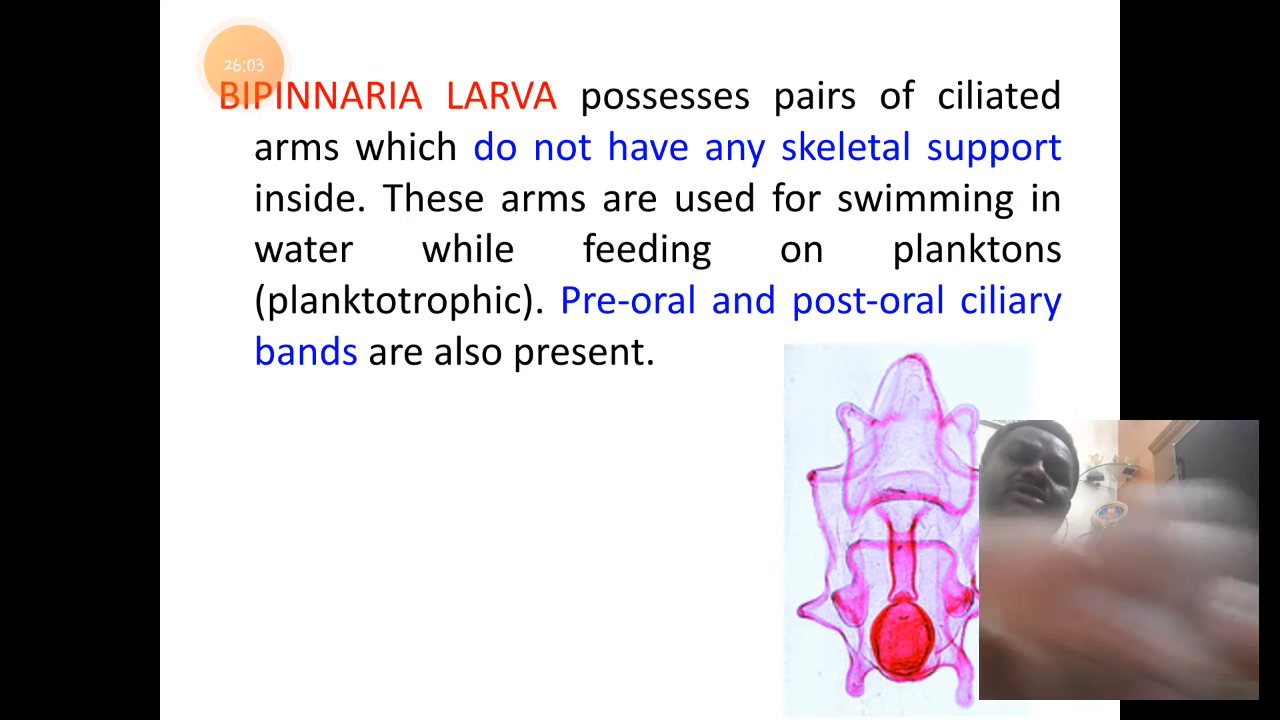 26:03
BIPINNARIA LARVA possesses pairs of ciliated
arms which do not have any skeletal support
inside. These arms are used for swimming in
water while feeding on planktons
(planktotrophic). Pre-oral and post-oral ciliary
bands are also present.